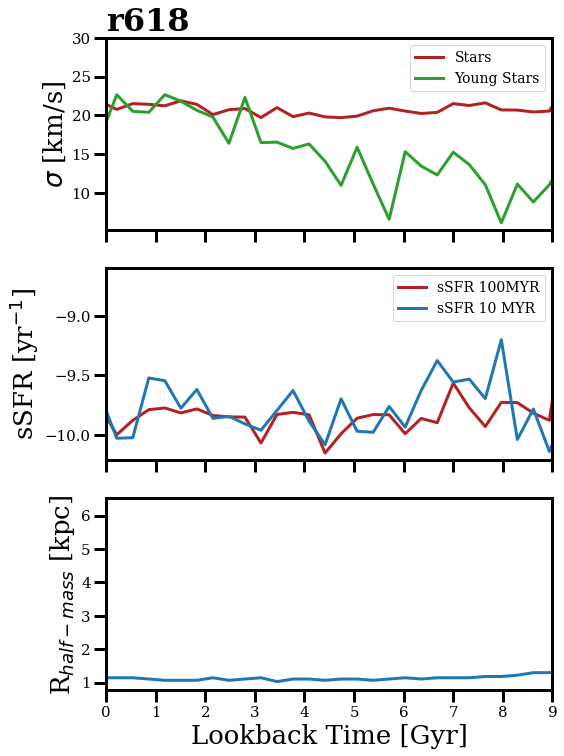 r618
30
25
20
15
10
σ [km/s]
Stars
Young Stars
−9.0
−9.5
−10.0
sSFR [yr⁻¹]
sSFR 100MYR
sSFR 10 MYR
6
5
4
3
2
1
R_half−mass [kpc]
0 1 2 3 4 5 6 7 8 9
Lookback Time [Gyr]